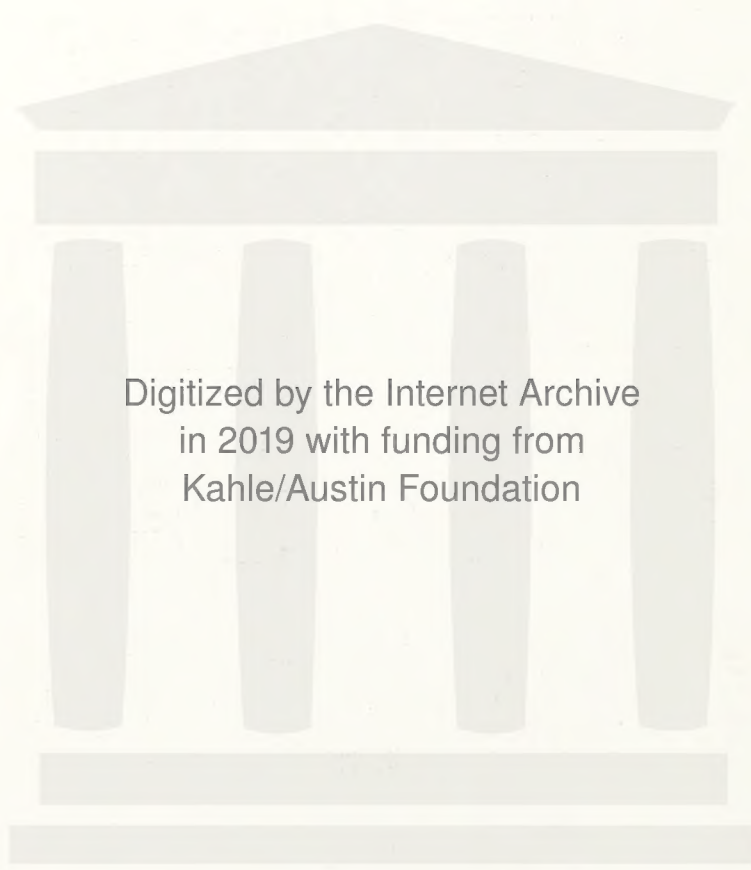 Digitized by the Internet Archive
in 2019 with funding from
Kahle/Austin Foundation